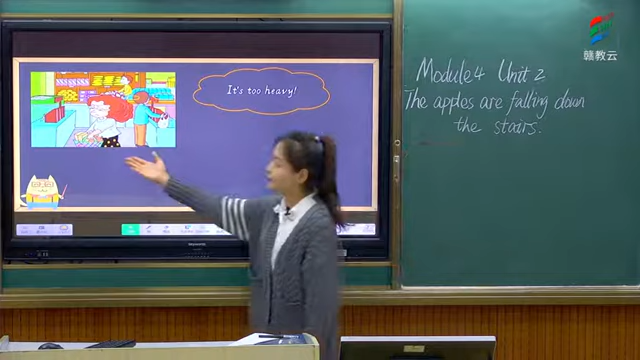 It's too heavy!
Module 4 Unit 2
The apples are falling down
the stairs.
赣教云